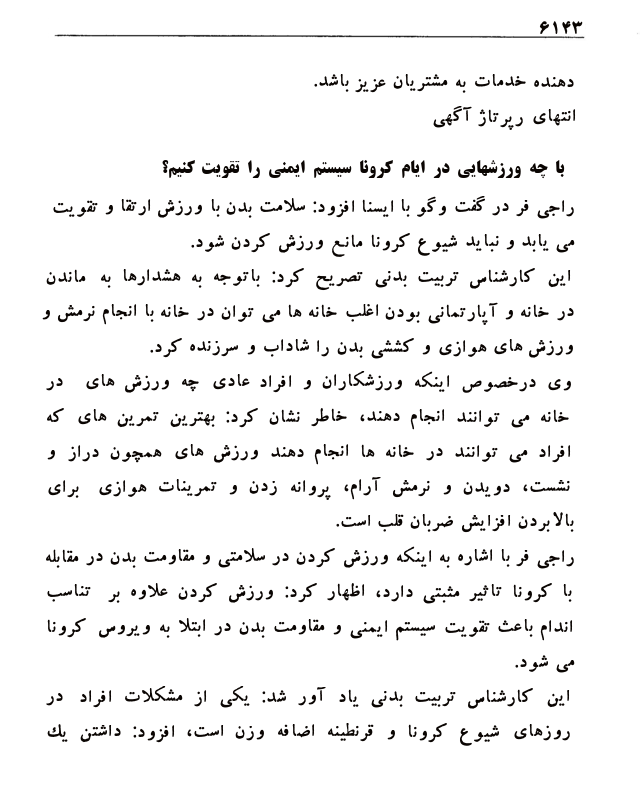 ۶۱۴۳
دهنده خدمات به مشتریان عزیز باشد.
انتهای رپرتاژ آگهی
با چه ورزشهایی در ایام کرونا سیستم ایمنی را تقویت کنیم؟
راجی فر در گفت وگو با ایسنا افزود: سلامت بدن با ورزش ارتقا و تقویت
می یابد و نباید شیوع کرونا مانع ورزش کردن شود.
این کارشناس تربیت بدنی تصریح کرد: باتوجه به هشدارها به ماندن
در خانه و آپارتمانی بودن اغلب خانه ها می توان در خانه با انجام نرمش و
ورزش های هوازی و کششی بدن را شاداب و سرزنده کرد.
وی درخصوص اینکه ورزشکاران و افراد عادی چه ورزش های در
خانه می توانند انجام دهند، خاطر نشان کرد: بهترین تمرین های که
افراد می توانند در خانه ها انجام دهند ورزش های همچون دراز و
نشست، دویدن و نرمش آرام، پروانه زدن و تمرینات هوازی برای
بالابردن افزایش ضربان قلب است.
راجی فر با اشاره به اینکه ورزش کردن در سلامتی و مقاومت بدن در مقابله
با کرونا تاثیر مثبتی دارد، اظهار کرد: ورزش کردن علاوه بر تناسب
اندام باعث تقویت سیستم ایمنی و مقاومت بدن در ابتلا به ویروس کرونا
می شود.
این کارشناس تربیت بدنی یاد آور شد: یکی از مشکلات افراد در
روزهای شیوع کرونا و قرنطینه اضافه وزن است، افزود: داشتن یك